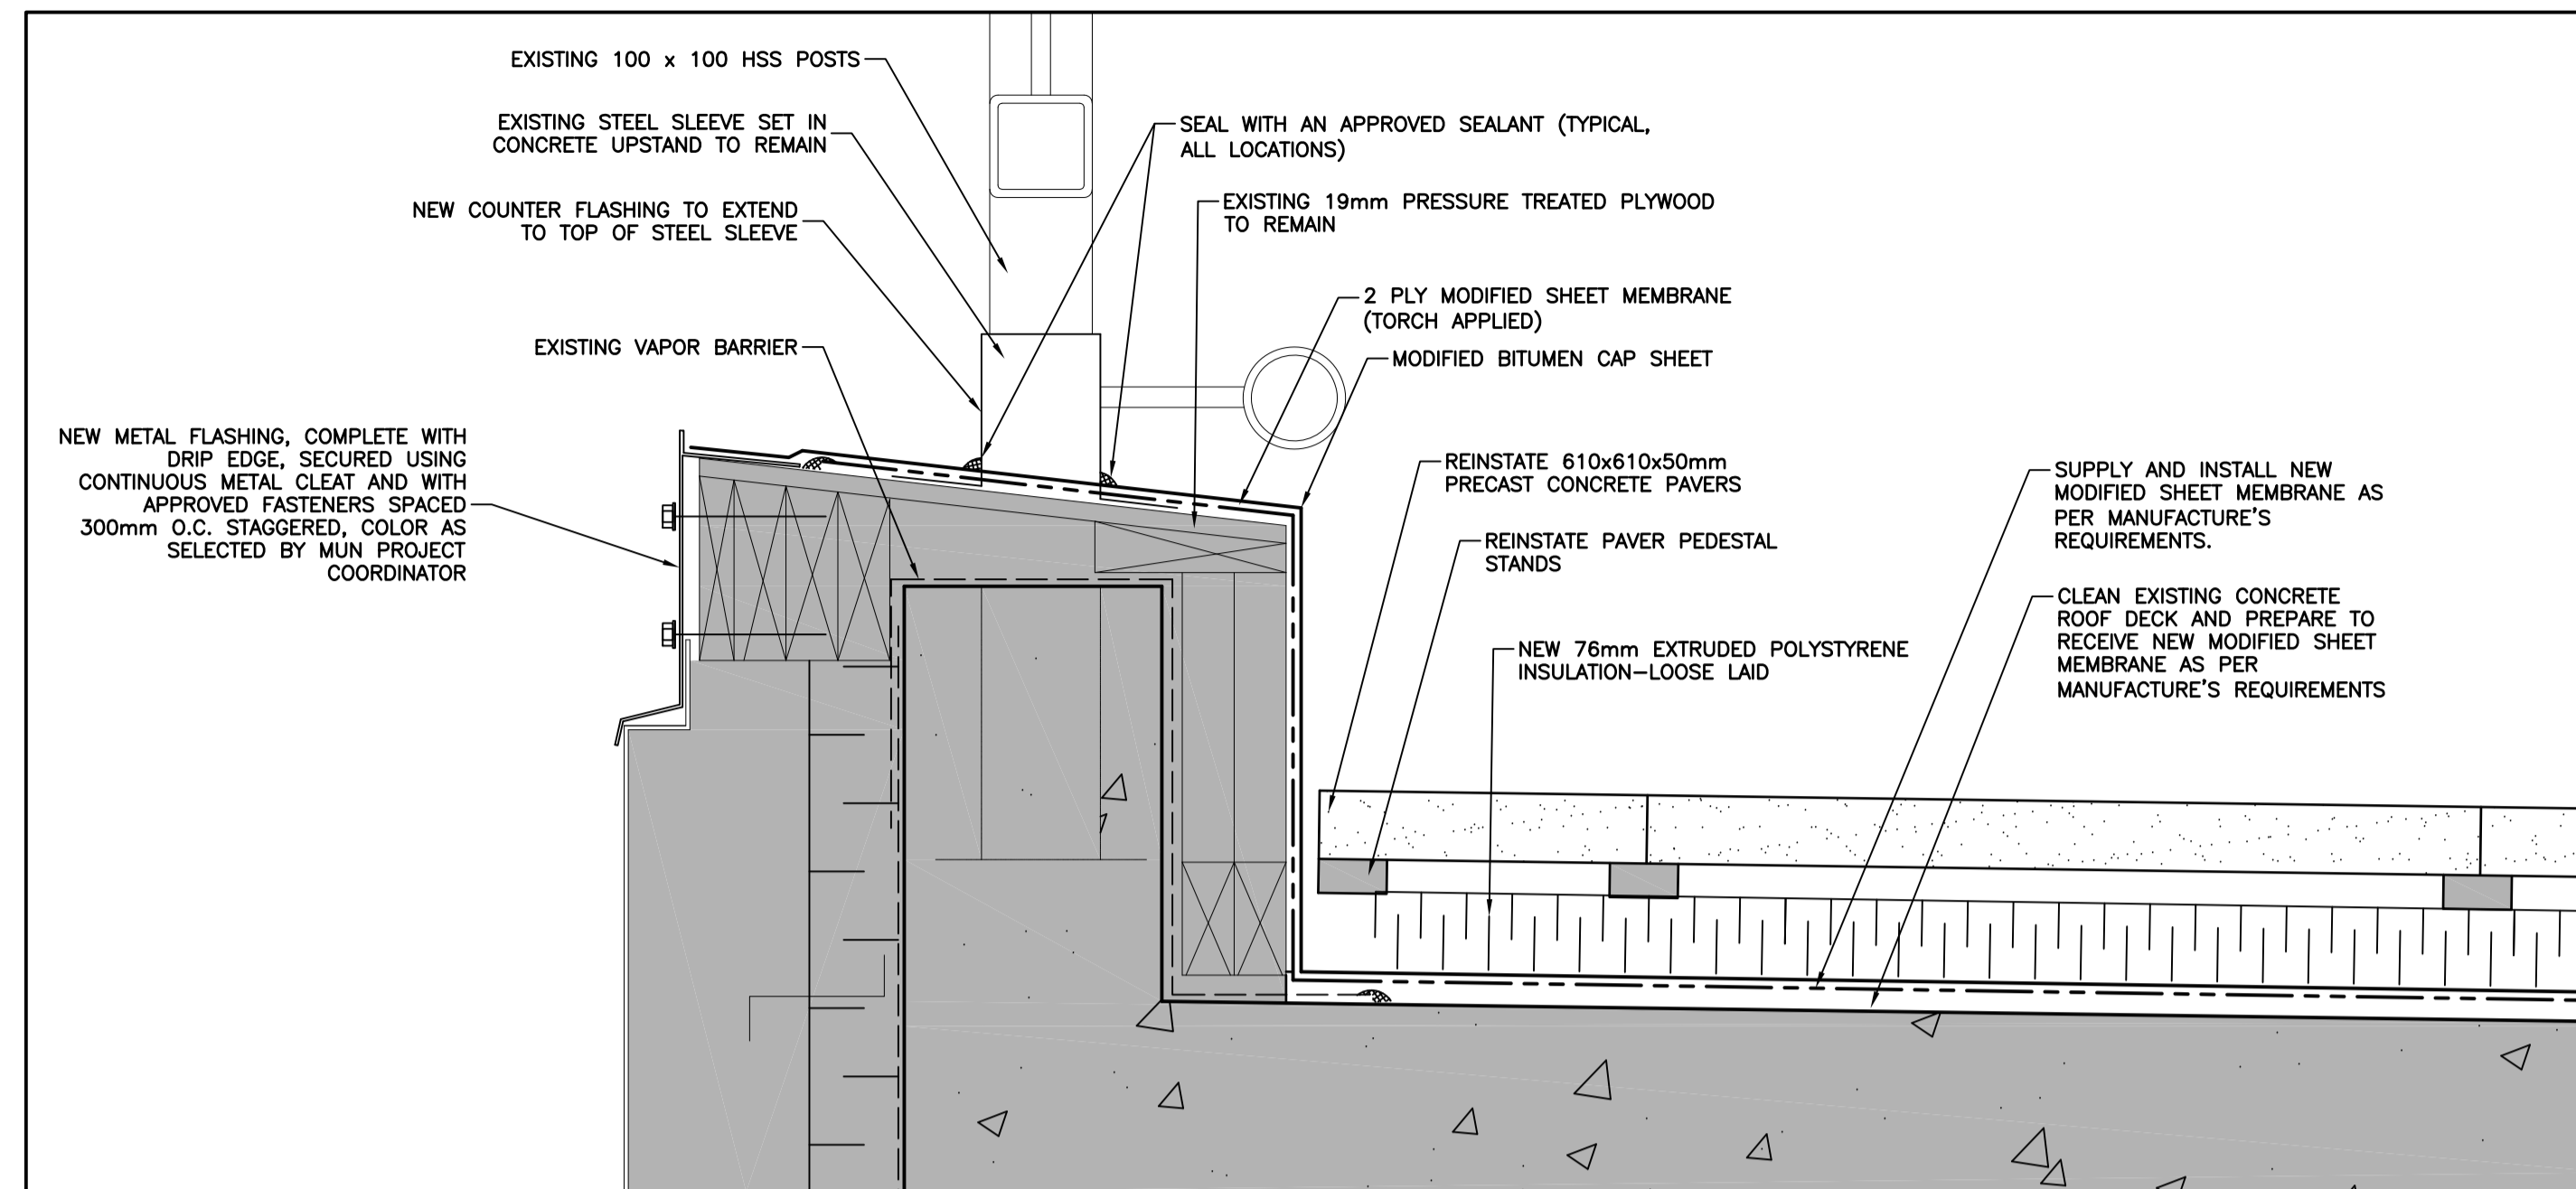 EXISTING 100 x 100 HSS POSTS
EXISTING STEEL SLEEVE SET IN
CONCRETE UPSTAND TO REMAIN
NEW COUNTER FLASHING TO EXTEND
TO TOP OF STEEL SLEEVE
EXISTING VAPOR BARRIER
NEW METAL FLASHING, COMPLETE WITH
DRIP EDGE, SECURED USING
CONTINUOUS METAL CLEAT AND WITH
APPROVED FASTENERS SPACED
300mm O.C. STAGGERED, COLOR AS
SELECTED BY MUN PROJECT
COORDINATOR
SEAL WITH AN APPROVED SEALANT (TYPICAL,
ALL LOCATIONS)
EXISTING 19mm PRESSURE TREATED PLYWOOD
TO REMAIN
2 PLY MODIFIED SHEET MEMBRANE
(TORCH APPLIED)
MODIFIED BITUMEN CAP SHEET
REINSTATE 610x610x50mm
PRECAST CONCRETE PAVERS
REINSTATE PAVER PEDESTAL
STANDS
NEW 76mm EXTRUDED POLYSTYRENE
INSULATION-LOOSE LAID
SUPPLY AND INSTALL NEW
MODIFIED SHEET MEMBRANE AS
PER MANUFACTURE'S
REQUIREMENTS.
CLEAN EXISTING CONCRETE
ROOF DECK AND PREPARE TO
RECEIVE NEW MODIFIED SHEET
MEMBRANE AS PER
MANUFACTURE'S REQUIREMENTS